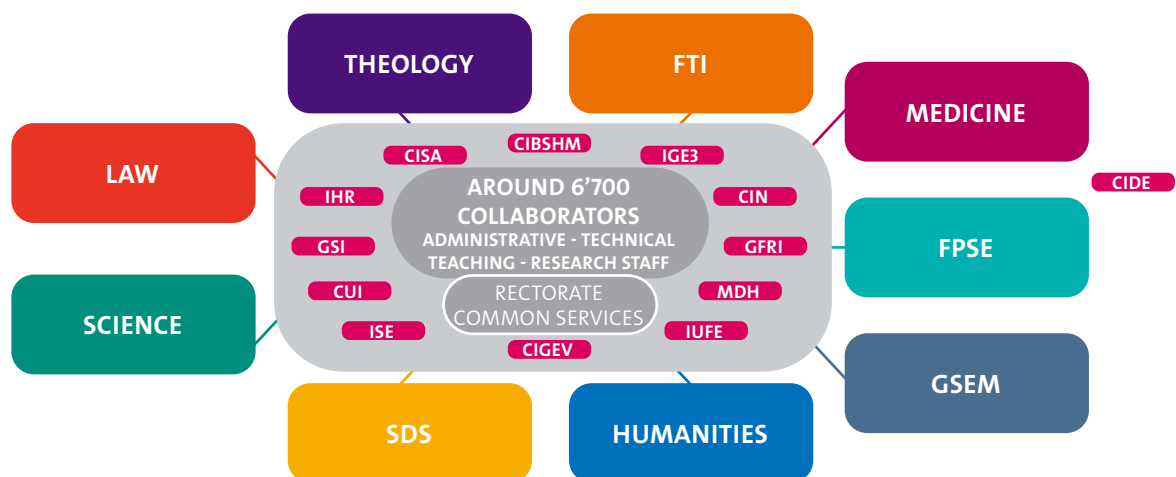 THEOLOGY
FTI
MEDICINE
LAW
CIBSHM
CISA
IGE3
CIDE
IHR
AROUND 6’700
COLLABORATORS
CIN
ADMINISTRATIVE - TECHNICAL
TEACHING - RESEARCH STAFF
GSI
GFRI
FPSE
CUI
RECTORATE
COMMON SERVICES
MDH
SCIENCE
ISE
IUFE
CIGEV
GSEM
SDS
HUMANITIES